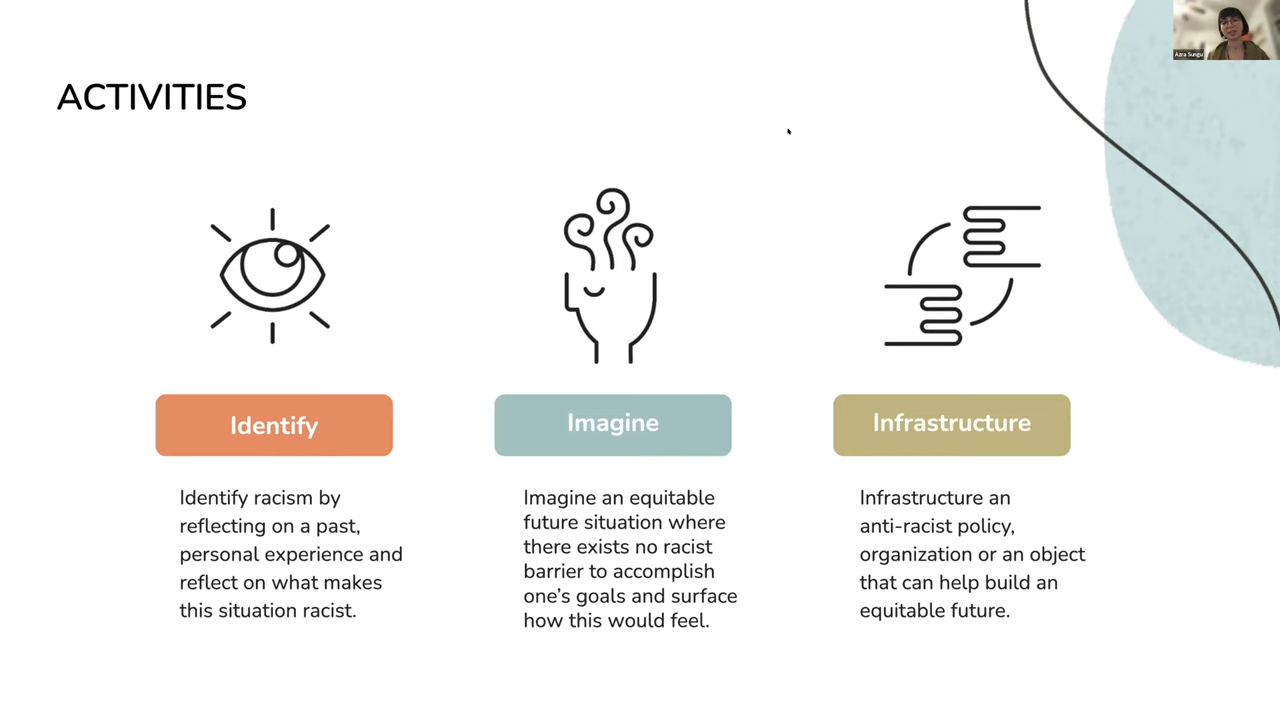 Azra Sungu
ACTIVITIES
Identify
Identify racism by
reflecting on a past,
personal experience and
reflect on what makes
this situation racist.
Imagine
Imagine an equitable
future situation where
there exists no racist
barrier to accomplish
one's goals and surface
how this would feel.
Infrastructure
Infrastructure an
anti-racist policy,
organization or an object
that can help build an
equitable future.